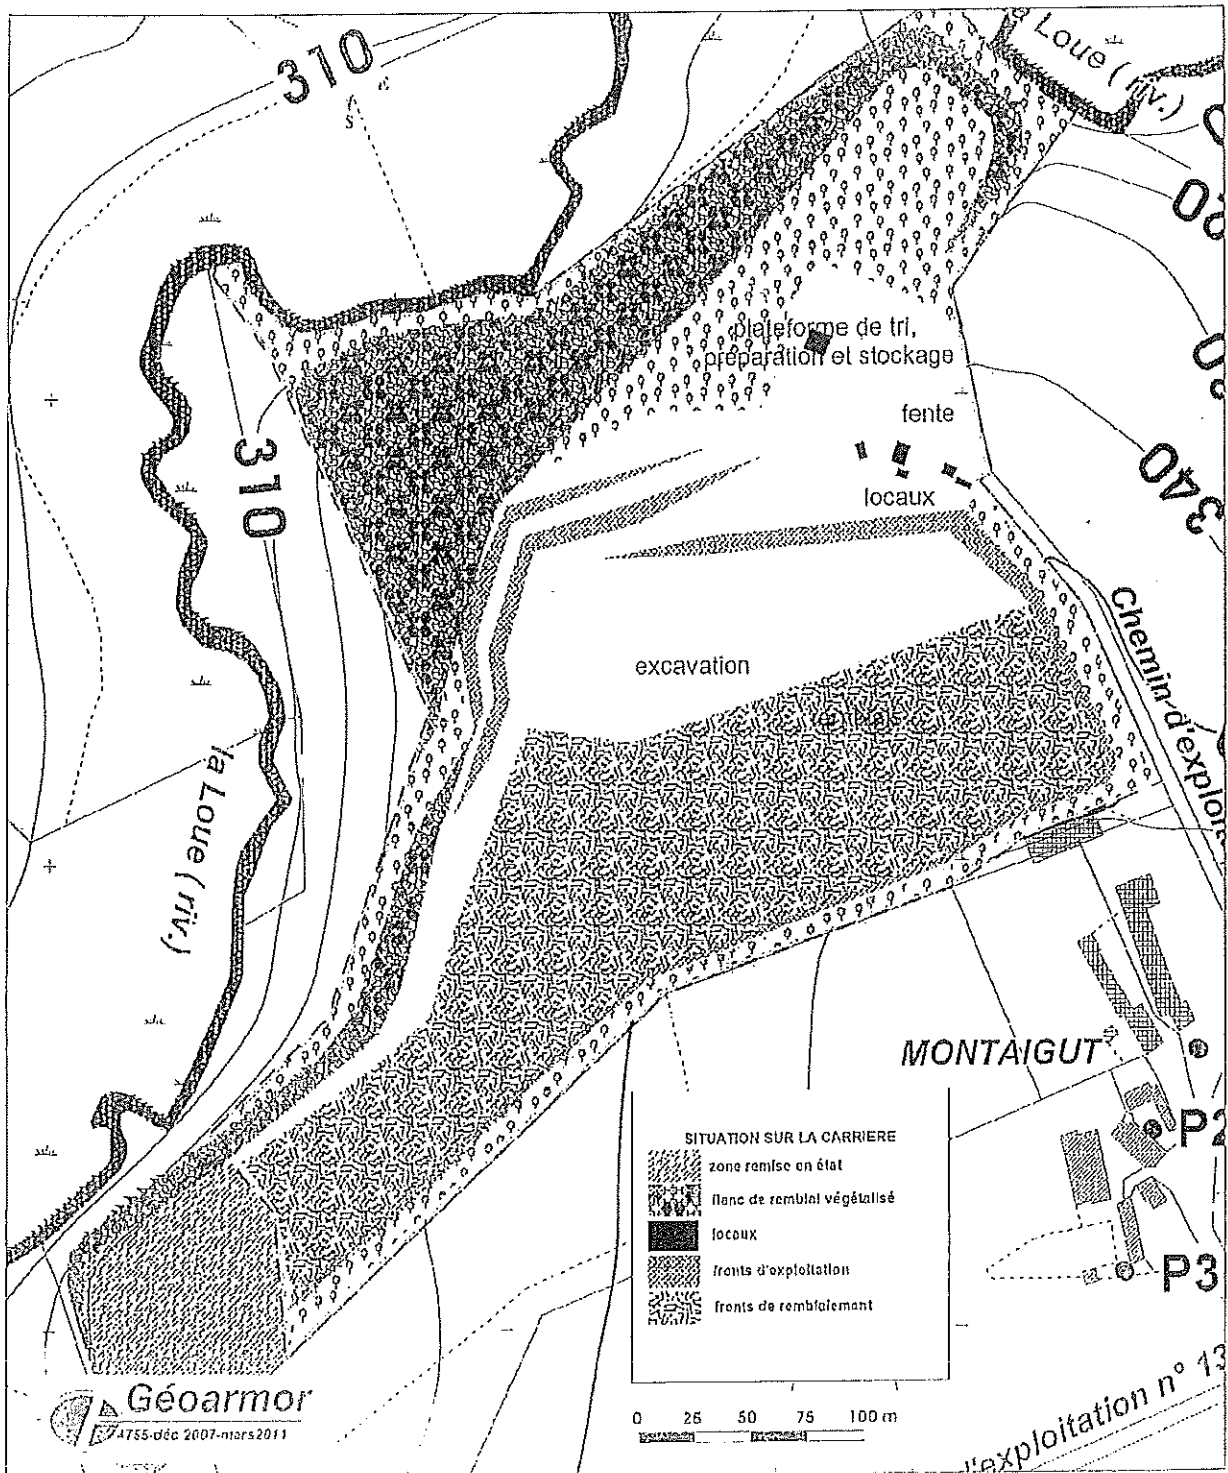 310
Loue (riv.)
plateforme de tri,
préparation et stockage
fente
310
340
locaux
Chemin d'exploit
excavation
remblais
la Loue (riv.)
MONTAIGUT
P2
SITUATION SUR LA CARRIERE
zone remise en état
flanc de remblai végétalisé
locaux
fronts d'exploitation
fronts de remblaiement
P3
Géoarmor
4755-déc 2007-mars2011
0 25 50 75 100 m
l'exploitation n° 13